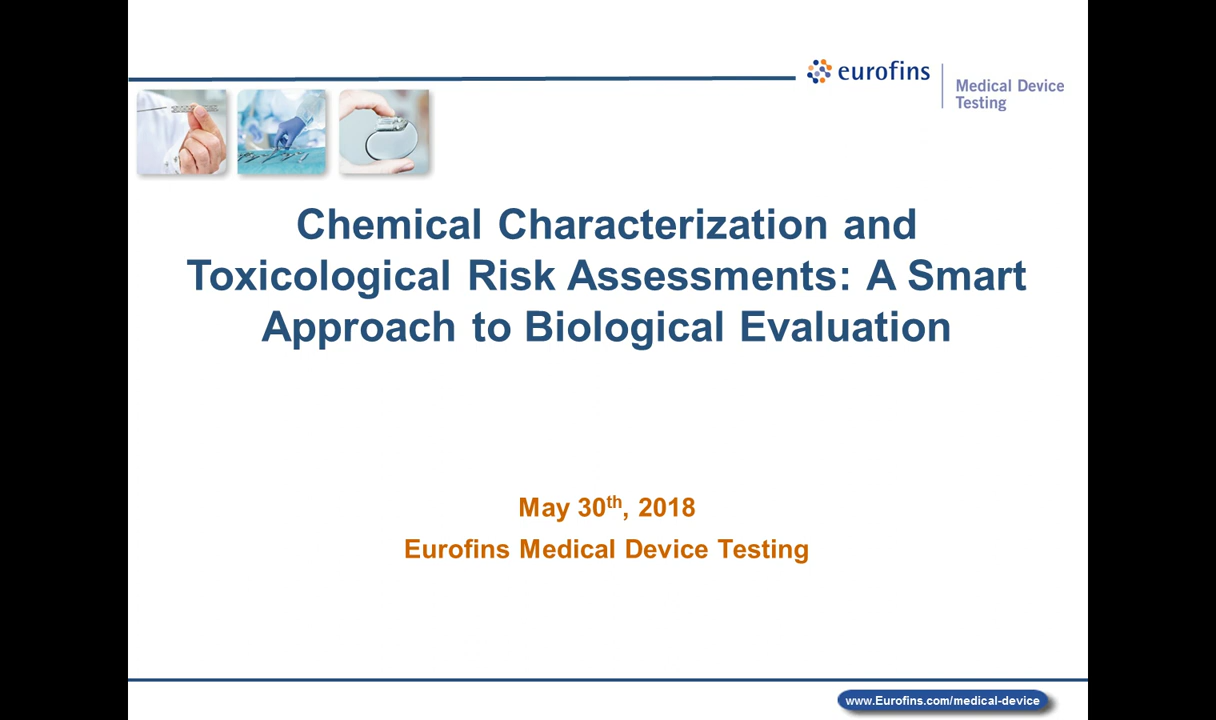 eurofins
Medical Device
Testing
Chemical Characterization and
Toxicological Risk Assessments: A Smart
Approach to Biological Evaluation
May 30th, 2018
Eurofins Medical Device Testing
www.Eurofins.com/medical-device